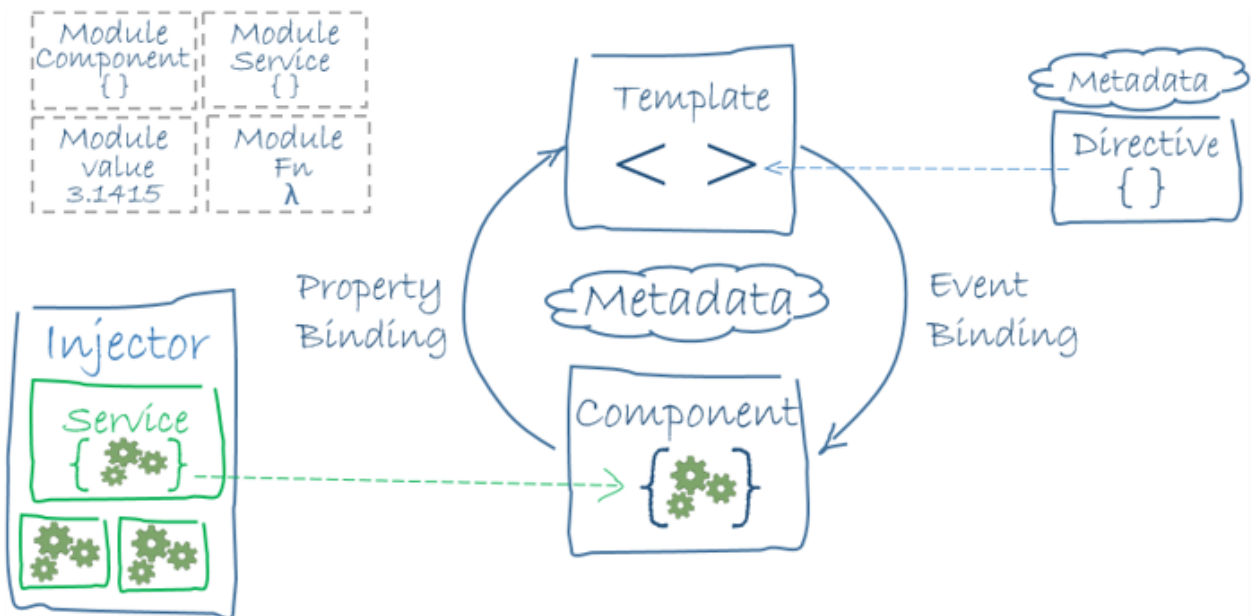 Module
Component
{ }
Module
Service
{ }
Module
value
3.1415
Module
Fn
λ
Template
< >
Metadata
Directive
{ }
Property
Binding
Metadata
Event
Binding
Injector
Service
{ }
Component
{ }